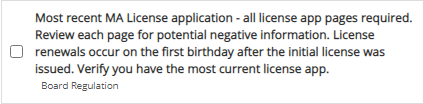 Most recent MA License application - all license app pages required.
Review each page for potential negative information. License
renewals occur on the first birthday after the initial license was
issued. Verify you have the most current license app.
Board Regulation